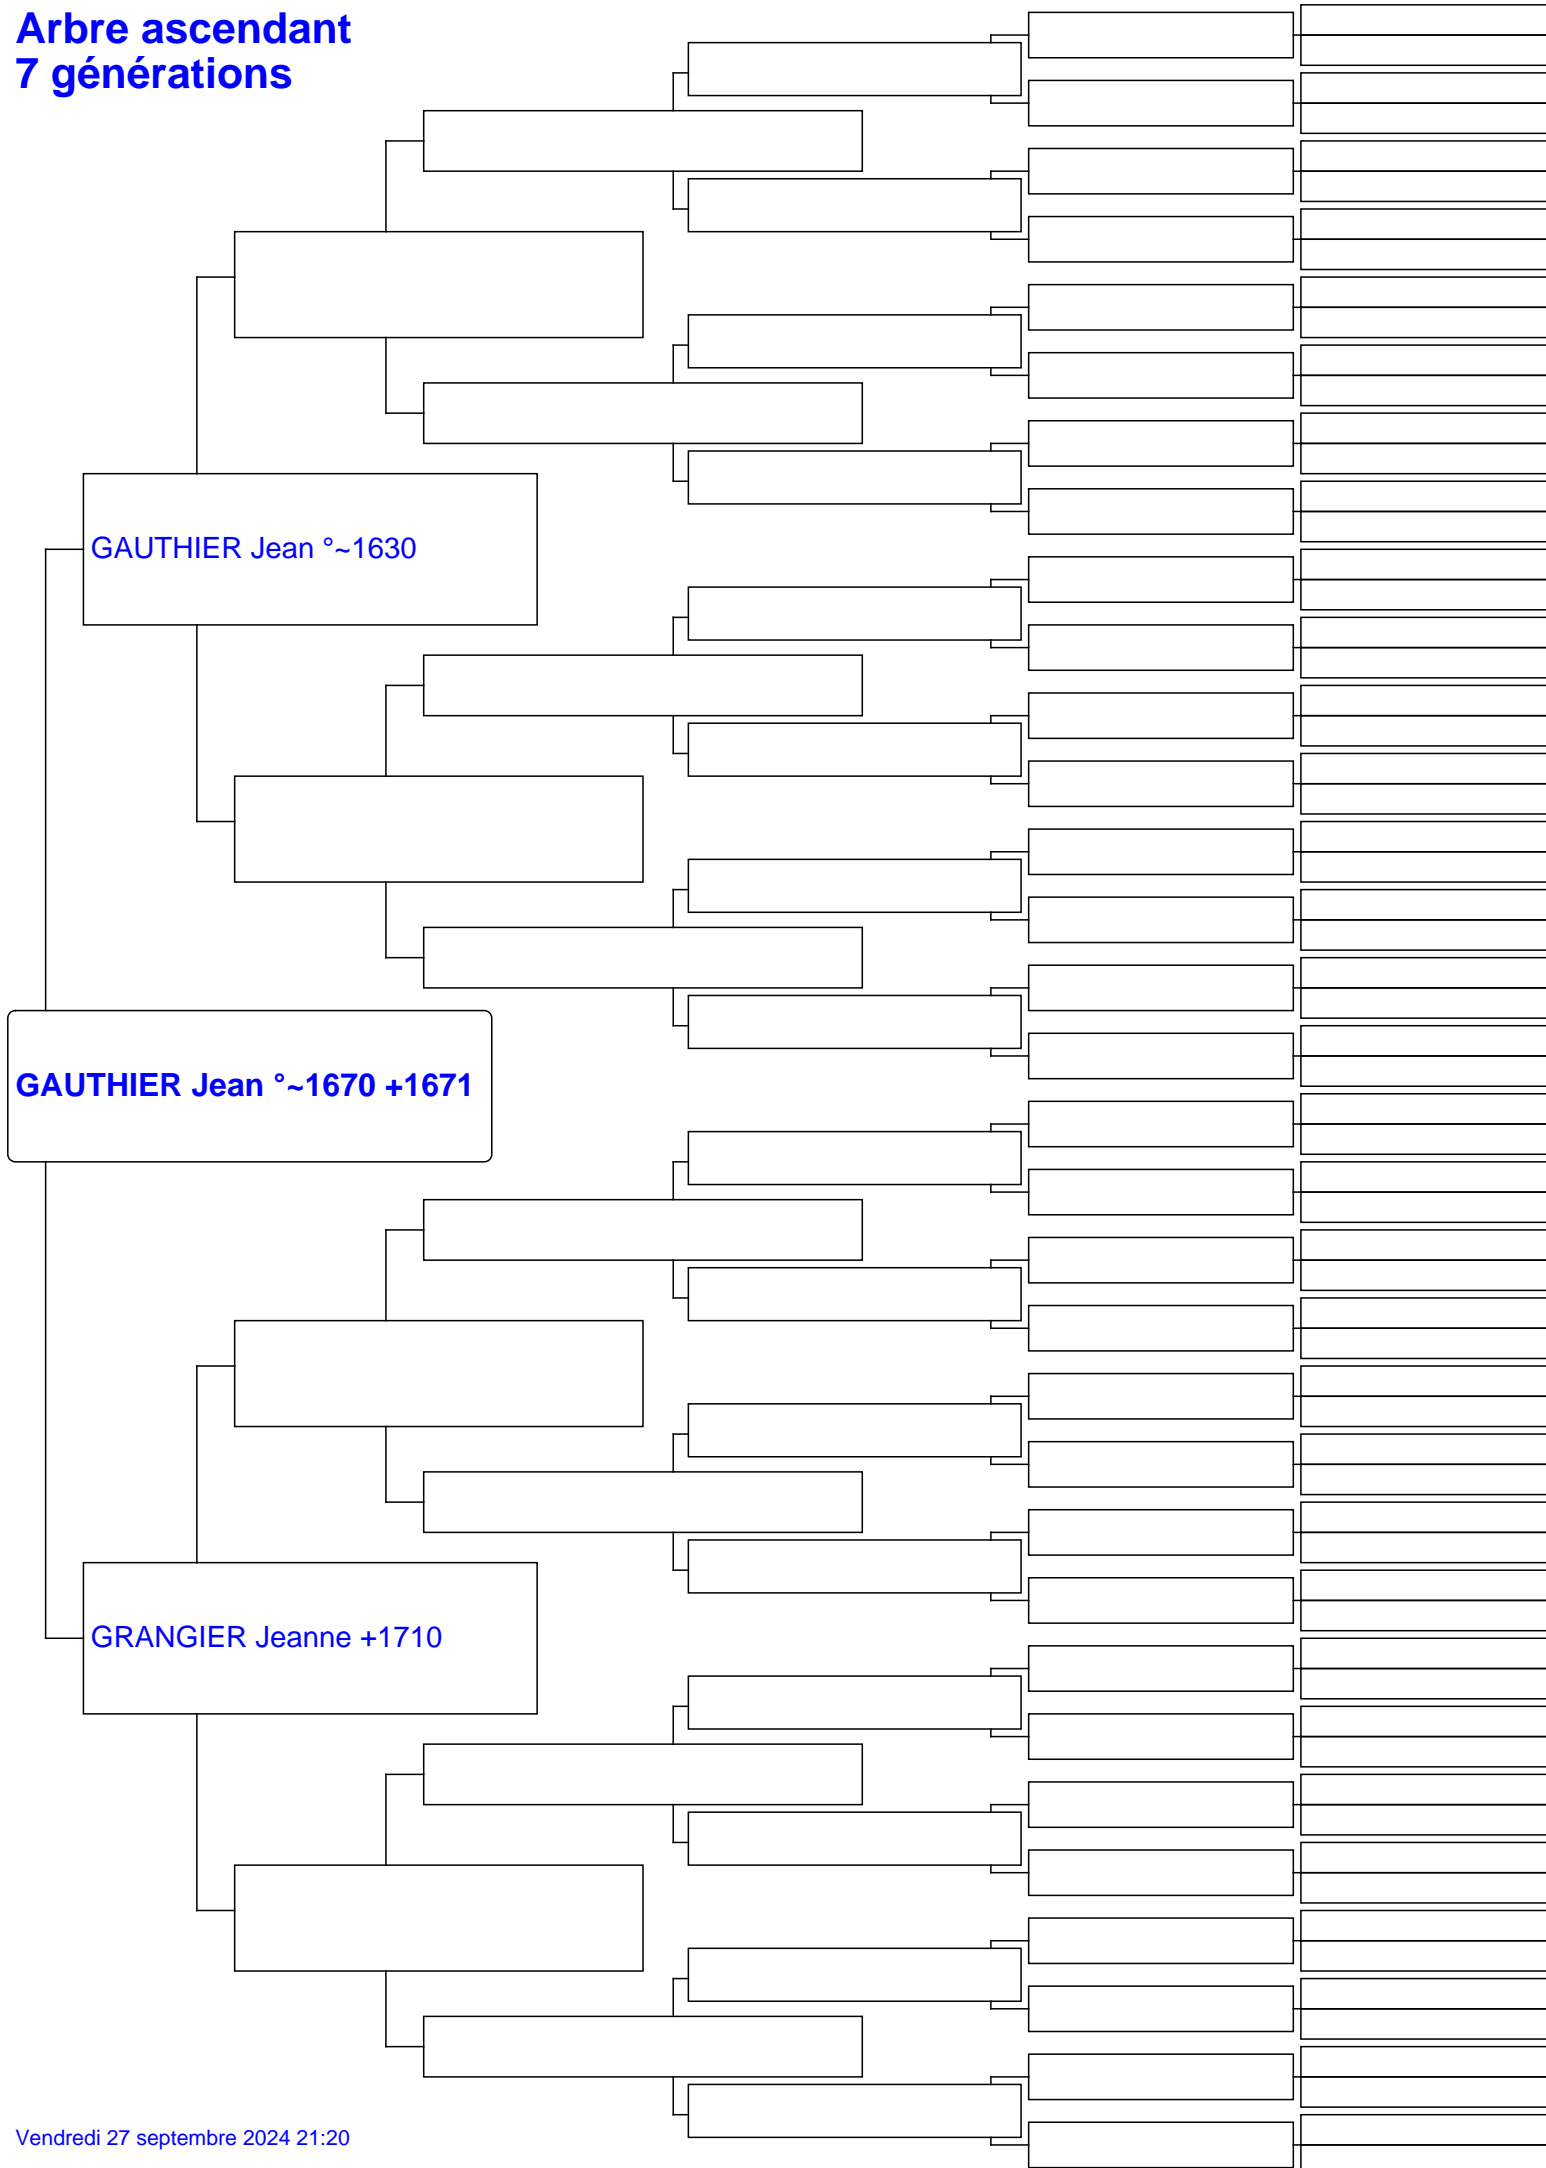 Arbre ascendant
7 générations
GAUTHIER Jean °~1630
GAUTHIER Jean °~1670 +1671
GRANGIER Jeanne +1710
Vendredi 27 septembre 2024 21:20